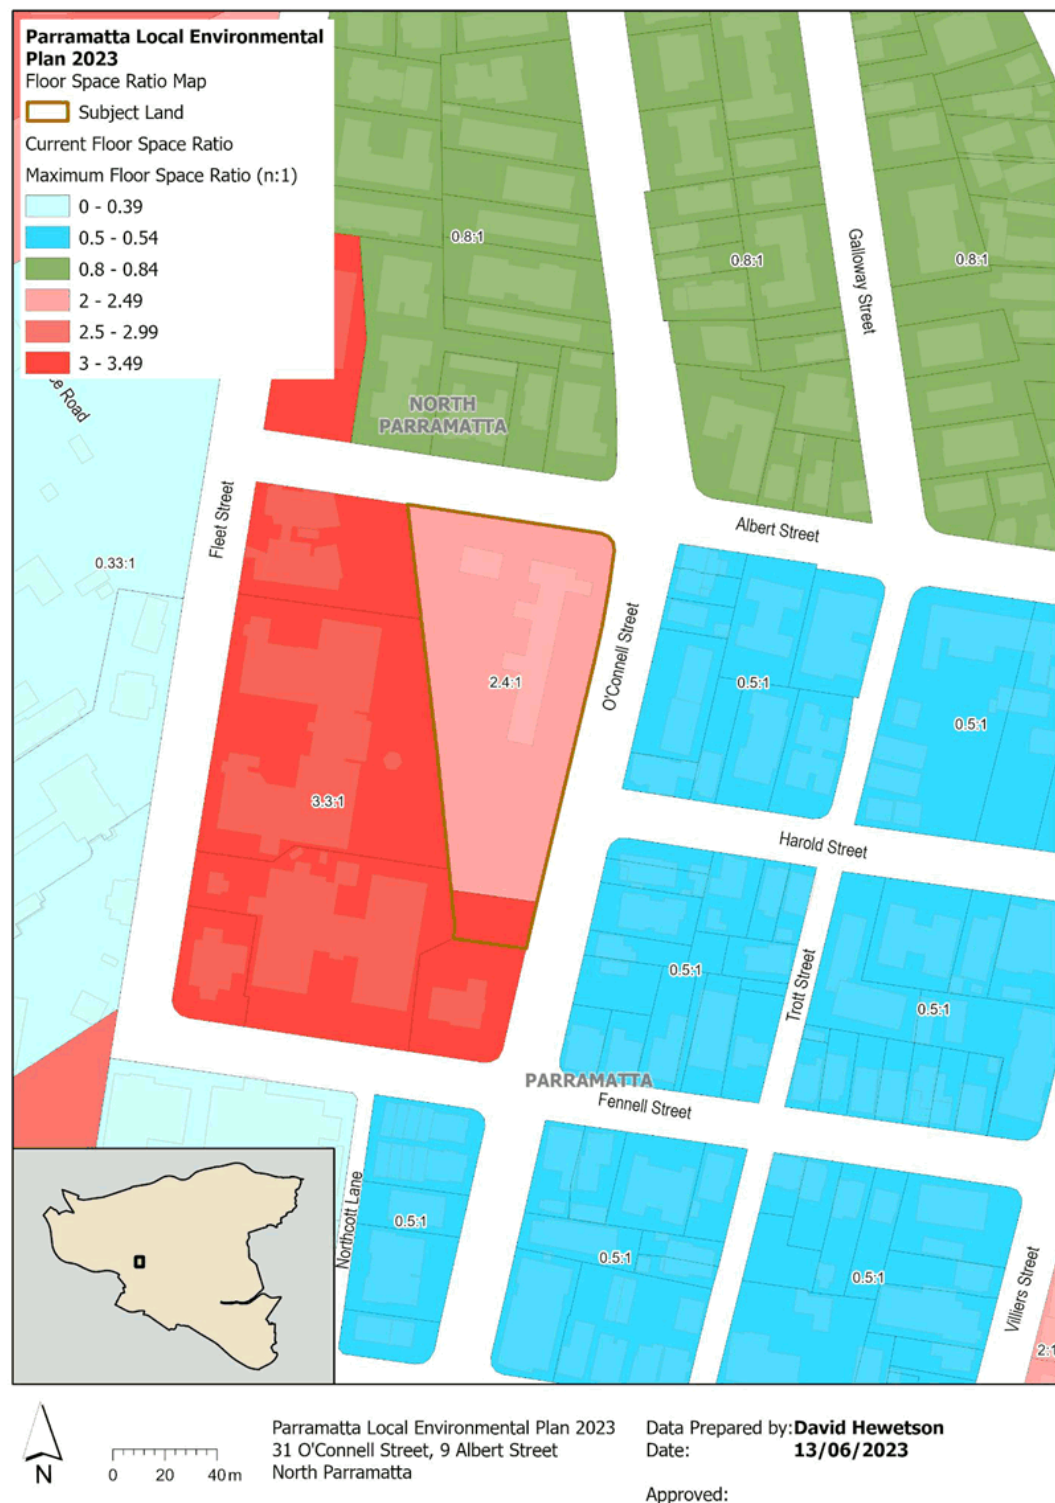 Parramatta Local Environmental
Plan 2023
Floor Space Ratio Map
Subject Land
Current Floor Space Ratio
Maximum Floor Space Ratio (n:1)
0 - 0.39
0.5 - 0.54
0.8 - 0.84
2 - 2.49
2.5 - 2.99
3 - 3.49
0.8:1
0.8:1
0.8:1
Galloway Street
Road
NORTH
PARRAMATTA
Fleet Street
Albert Street
0.33:1
O'Connell Street
2.4:1
0.5:1
0.5:1
3.3:1
Harold Street
0.5:1
Trott Street
0.5:1
PARRAMATTA
Fennell Street
Northcott Lane
0.5:1
0.5:1
0.5:1
Villiers Street
2:1
N
0 20 40 m
Parramatta Local Environmental Plan 2023
31 O'Connell Street, 9 Albert Street
North Parramatta
Data Prepared by: David Hewetson
Date: 13/06/2023
Approved: